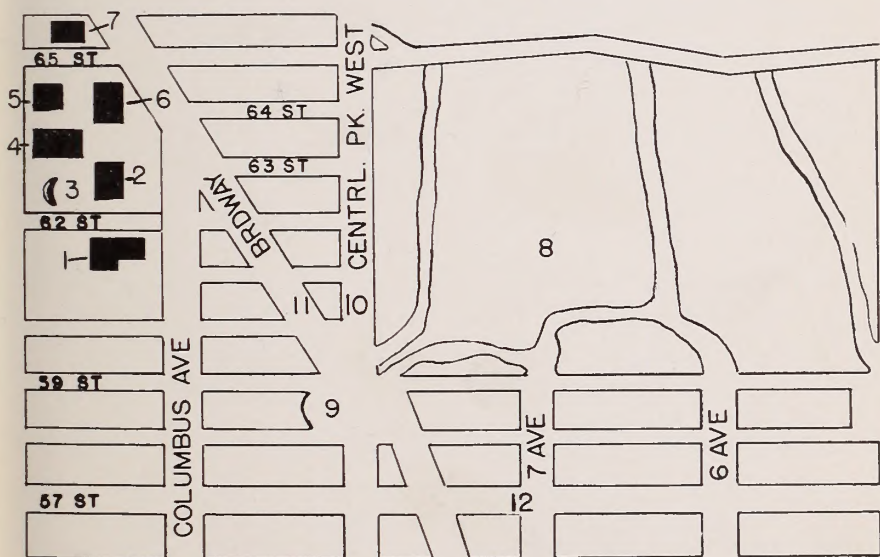 7
65 ST
5
6
64 ST
4
63 ST
3
2
62 ST
BRDWAY
CENTRL. PK. WEST
8
1
11
10
59 ST
COLUMBUS AVE
9
7 AVE
6 AVE
57 ST
12